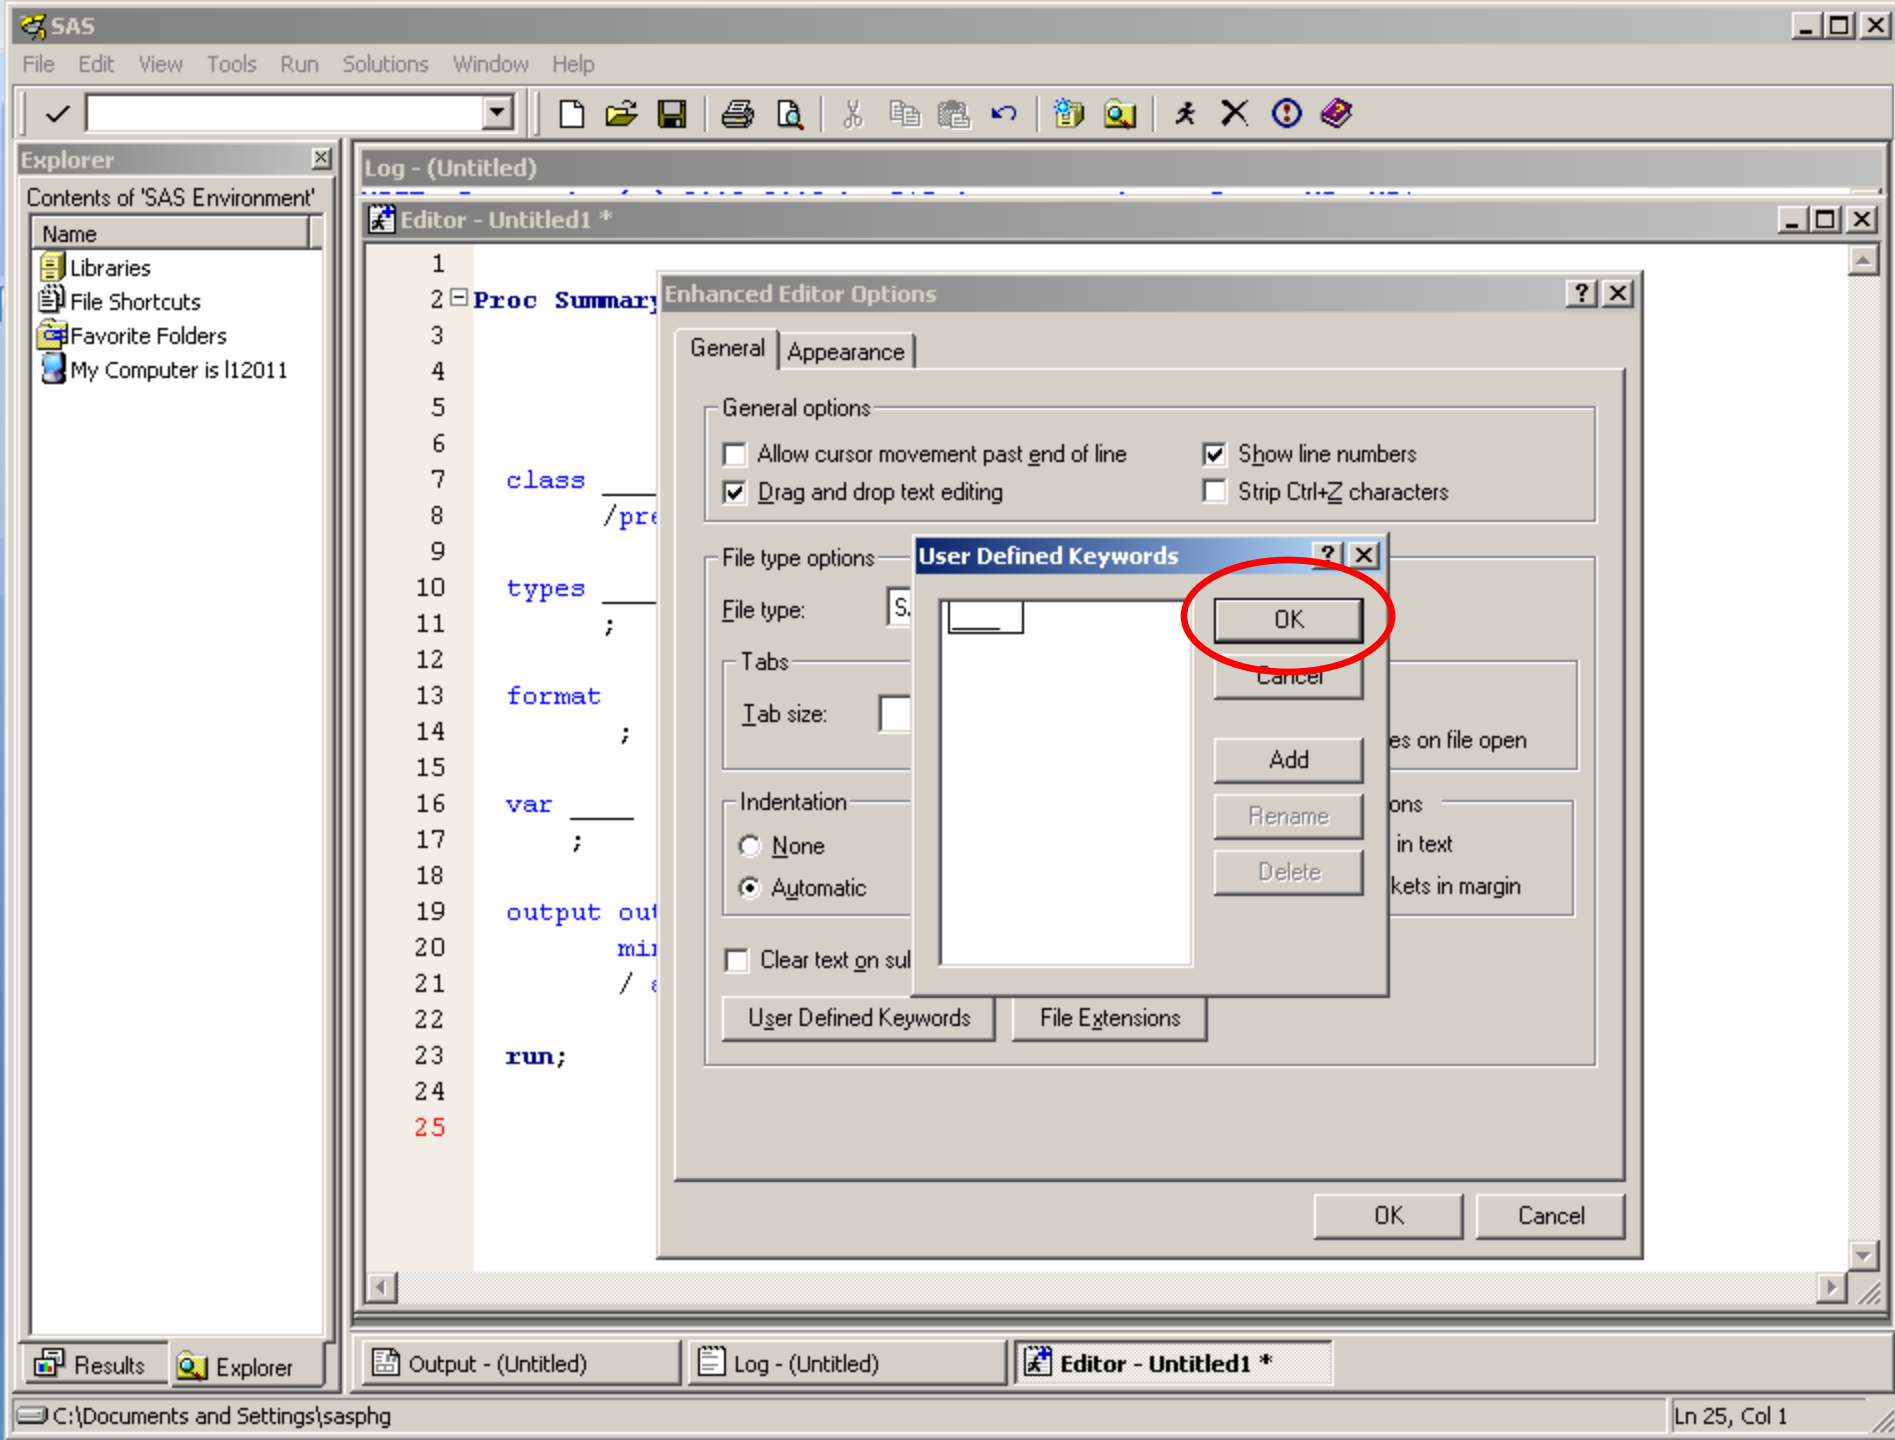 SAS
File Edit View Tools Run Solutions Window Help
Explorer
Contents of 'SAS Environment'
Name
Libraries
File Shortcuts
Favorite Folders
My Computer is l12011
Log - (Untitled)
Editor - Untitled1 *
1
2 Proc Summary
3
4
5
6
7 class ____
8 /pre
9
10 types ____
11 ;
12
13 format
14 ;
15
16 var ____
17 ;
18
19 output out
20 min
21 /
22
23 run;
24
25
Enhanced Editor Options
General Appearance
General options
Allow cursor movement past end of line
Show line numbers
Drag and drop text editing
Strip Ctrl+Z characters
File type options
File type: S
Tabs
Tab size:
es on file open
Indentation
ons
None
in text
Automatic
kets in margin
Clear text on sul
User Defined Keywords
File Extensions
OK
Cancel
User Defined Keywords
____
OK
Cancel
Add
Rename
Delete
Results
Explorer
Output - (Untitled)
Log - (Untitled)
Editor - Untitled1 *
C:\Documents and Settings\sasphg
Ln 25, Col 1